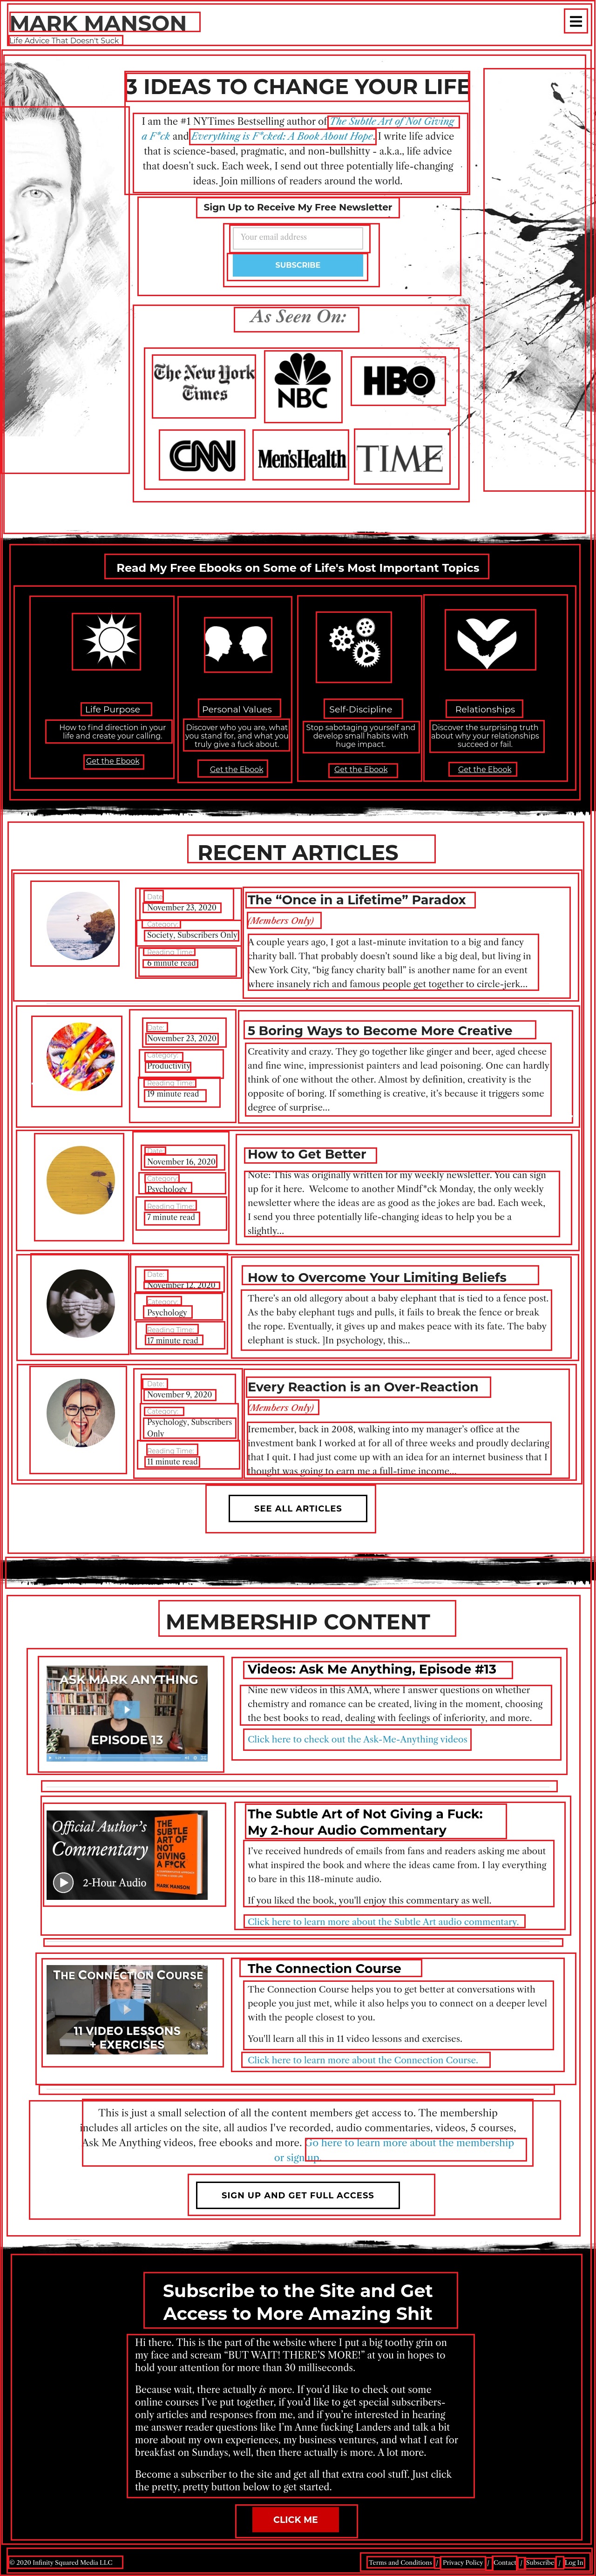 MARK MANSON
Life Advice That Doesn't Suck
3 IDEAS TO CHANGE YOUR LIFE
I am the #1 NYTimes Bestselling author of The Subtle Art of Not Giving
a F*ck and Everything is F*cked: A Book About Hope. I write life advice
that is science-based, pragmatic, and non-bullshitty - a.k.a., life advice
that doesn't suck. Each week, I send out three potentially life-changing
ideas. Join millions of readers around the world.
Sign Up to Receive My Free Newsletter
Your email address
SUBSCRIBE
As Seen On:
The New York Times
NBC
HBO
CNN
Men'sHealth
TIME
Read My Free Ebooks on Some of Life's Most Important Topics
Life Purpose
How to find direction in your
life and create your calling.
Get the Ebook
Personal Values
Discover who you are, what
you stand for, and what you
truly give a fuck about.
Get the Ebook
Self-Discipline
Stop sabotaging yourself and
develop small habits with
huge impact.
Get the Ebook
Relationships
Discover the surprising truth
about why your relationships
succeed or fail.
Get the Ebook
RECENT ARTICLES
Date:
November 23, 2020
Category:
Society, Subscribers Only
Reading Time:
6 minute read
The “Once in a Lifetime” Paradox
(Members Only)
A couple years ago, I got a last-minute invitation to a big and fancy
charity ball. That probably doesn't sound like a big deal, but living in
New York City, “big fancy charity ball” is another name for an event
where insanely rich and famous people get together to circle-jerk...
Date:
November 23, 2020
Category:
Productivity
Reading Time:
19 minute read
5 Boring Ways to Become More Creative
Creativity and crazy. They go together like ginger and beer, aged cheese
and fine wine, impressionist painters and lead poisoning. One can hardly
think of one without the other. Almost by definition, creativity is the
opposite of boring. If something is creative, it's because it triggers some
degree of surprise...
Date:
November 16, 2020
Category:
Psychology
Reading Time:
7 minute read
How to Get Better
Note: This was originally written for my weekly newsletter. You can sign
up for it here. Welcome to another Mindf*ck Monday, the only weekly
newsletter where the ideas are as good as the jokes are bad. Each week,
I send you three potentially life-changing ideas to help you be a
slightly...
Date:
November 12, 2020
Category:
Psychology
Reading Time:
17 minute read
How to Overcome Your Limiting Beliefs
There's an old allegory about a baby elephant that is tied to a fence post.
As the baby elephant tugs and pulls, it fails to break the fence or break
the rope. Eventually, it gives up and makes peace with its fate. The baby
elephant is stuck. ]In psychology, this...
Date:
November 9, 2020
Category:
Psychology, Subscribers
Only
Reading Time:
11 minute read
Every Reaction is an Over-Reaction
(Members Only)
Iremember, back in 2008, walking into my manager's office at the
investment bank I worked at for all of three weeks and proudly declaring
that I quit. I had just come up with an idea for an internet business that I
thought was going to earn me a full-time income...
SEE ALL ARTICLES
MEMBERSHIP CONTENT
ASK MARK ANYTHING
EPISODE 13
Videos: Ask Me Anything, Episode #13
Nine new videos in this AMA, where I answer questions on whether
chemistry and romance can be created, living in the moment, choosing
the best books to read, dealing with feelings of inferiority, and more.
Click here to check out the Ask-Me-Anything videos
Official Author's
Commentary
2-Hour Audio
THE
SUBTLE
ART OF
NOT
GIVING
A F*CK
MARK MANSON
The Subtle Art of Not Giving a Fuck:
My 2-hour Audio Commentary
I've received hundreds of emails from fans and readers asking me about
what inspired the book and where the ideas came from. I lay everything
to bare in this 118-minute audio.
If you liked the book, you'll enjoy this commentary as well.
Click here to learn more about the Subtle Art audio commentary.
THE CONNECTION COURSE
11 VIDEO LESSONS
+ EXERCISES
The Connection Course
The Connection Course helps you to get better at conversations with
people you just met, while it also helps you to connect on a deeper level
with the people closest to you.
You'll learn all this in 11 video lessons and exercises.
Click here to learn more about the Connection Course.
This is just a small selection of all the content members get access to. The membership
includes all articles on the site, all audios I've recorded, audio commentaries, videos, 5 courses,
Ask Me Anything videos, free ebooks and more. Go here to learn more about the membership
or sign up.
SIGN UP AND GET FULL ACCESS
Subscribe to the Site and Get
Access to More Amazing Shit
Hi there. This is the part of the website where I put a big toothy grin on
my face and scream “BUT WAIT! THERE'S MORE!” at you in hopes to
hold your attention for more than 30 milliseconds.
Because wait, there actually is more. If you'd like to check out some
online courses I've put together, if you'd like to get special subscribers-
only articles and responses from me, and if you're interested in hearing
me answer reader questions like I'm Anne fucking Landers and talk a bit
more about my own experiences, my business ventures, and what I eat for
breakfast on Sundays, well, then there actually is more. A lot more.
Become a subscriber to the site and get all that extra cool stuff. Just click
the pretty, pretty button below to get started.
CLICK ME
© 2020 Infinity Squared Media LLC
Terms and Conditions / Privacy Policy / Contact / Subscribe / Log In